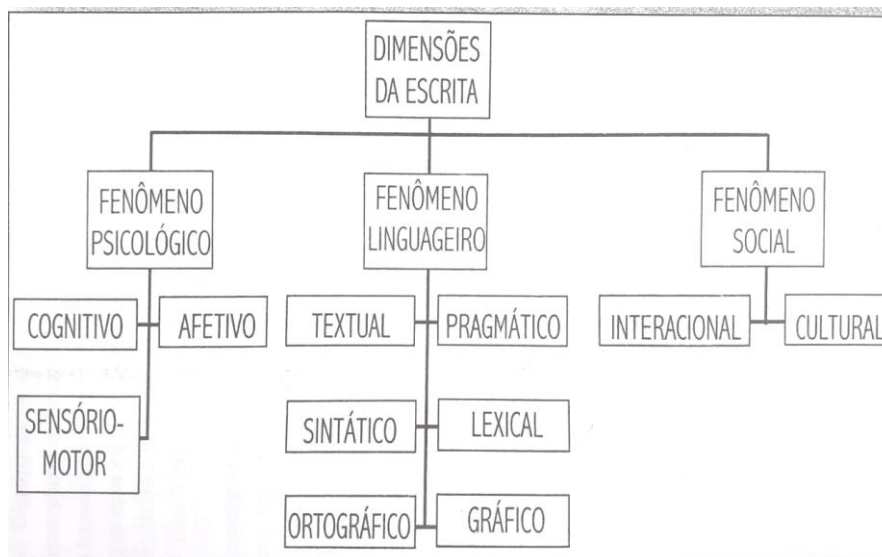 DIMENSÕES
DA ESCRITA
FENÔMENO
PSICOLÓGICO
FENÔMENO
LINGUAGEIRO
FENÔMENO
SOCIAL
COGNITIVO
AFETIVO
TEXTUAL
PRAGMÁTICO
INTERACIONAL
CULTURAL
SENSÓRIO-
MOTOR
SINTÁTICO
LEXICAL
ORTOGRÁFICO
GRÁFICO